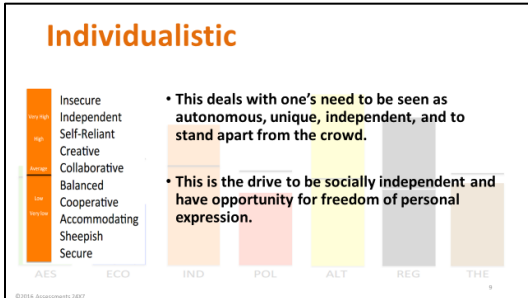 Individualistic
Very High
High
Average
Low
Very low
Insecure
Independent
Self-Reliant
Creative
Collaborative
Balanced
Cooperative
Accommodating
Sheepish
Secure
• This deals with one’s need to be seen as
autonomous, unique, independent, and to
stand apart from the crowd.
• This is the drive to be socially independent and
have opportunity for freedom of personal
expression.
AES ECO IND POL ALT REG THE
©2016 Assessments 24X7
9